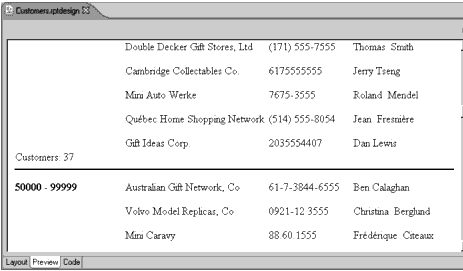 Customers.rptdesign
Double Decker Gift Stores, Ltd (171) 555-7555 Thomas Smith
Cambridge Collectables Co. 6175555555 Jerry Tseng
Mini Auto Werke 7675-3555 Roland Mendel
Québec Home Shopping Network (514) 555-8054 Jean Fresnière
Gift Ideas Corp. 2035554407 Dan Lewis
Customers: 37
50000 - 99999 Australian Gift Network, Co 61-7-3844-6555 Ben Calaghan
Volvo Model Replicas, Co 0921-12 3555 Christina Berglund
Mini Caravy 88.60.1555 Frédérique Citeaux
Layout Preview Code